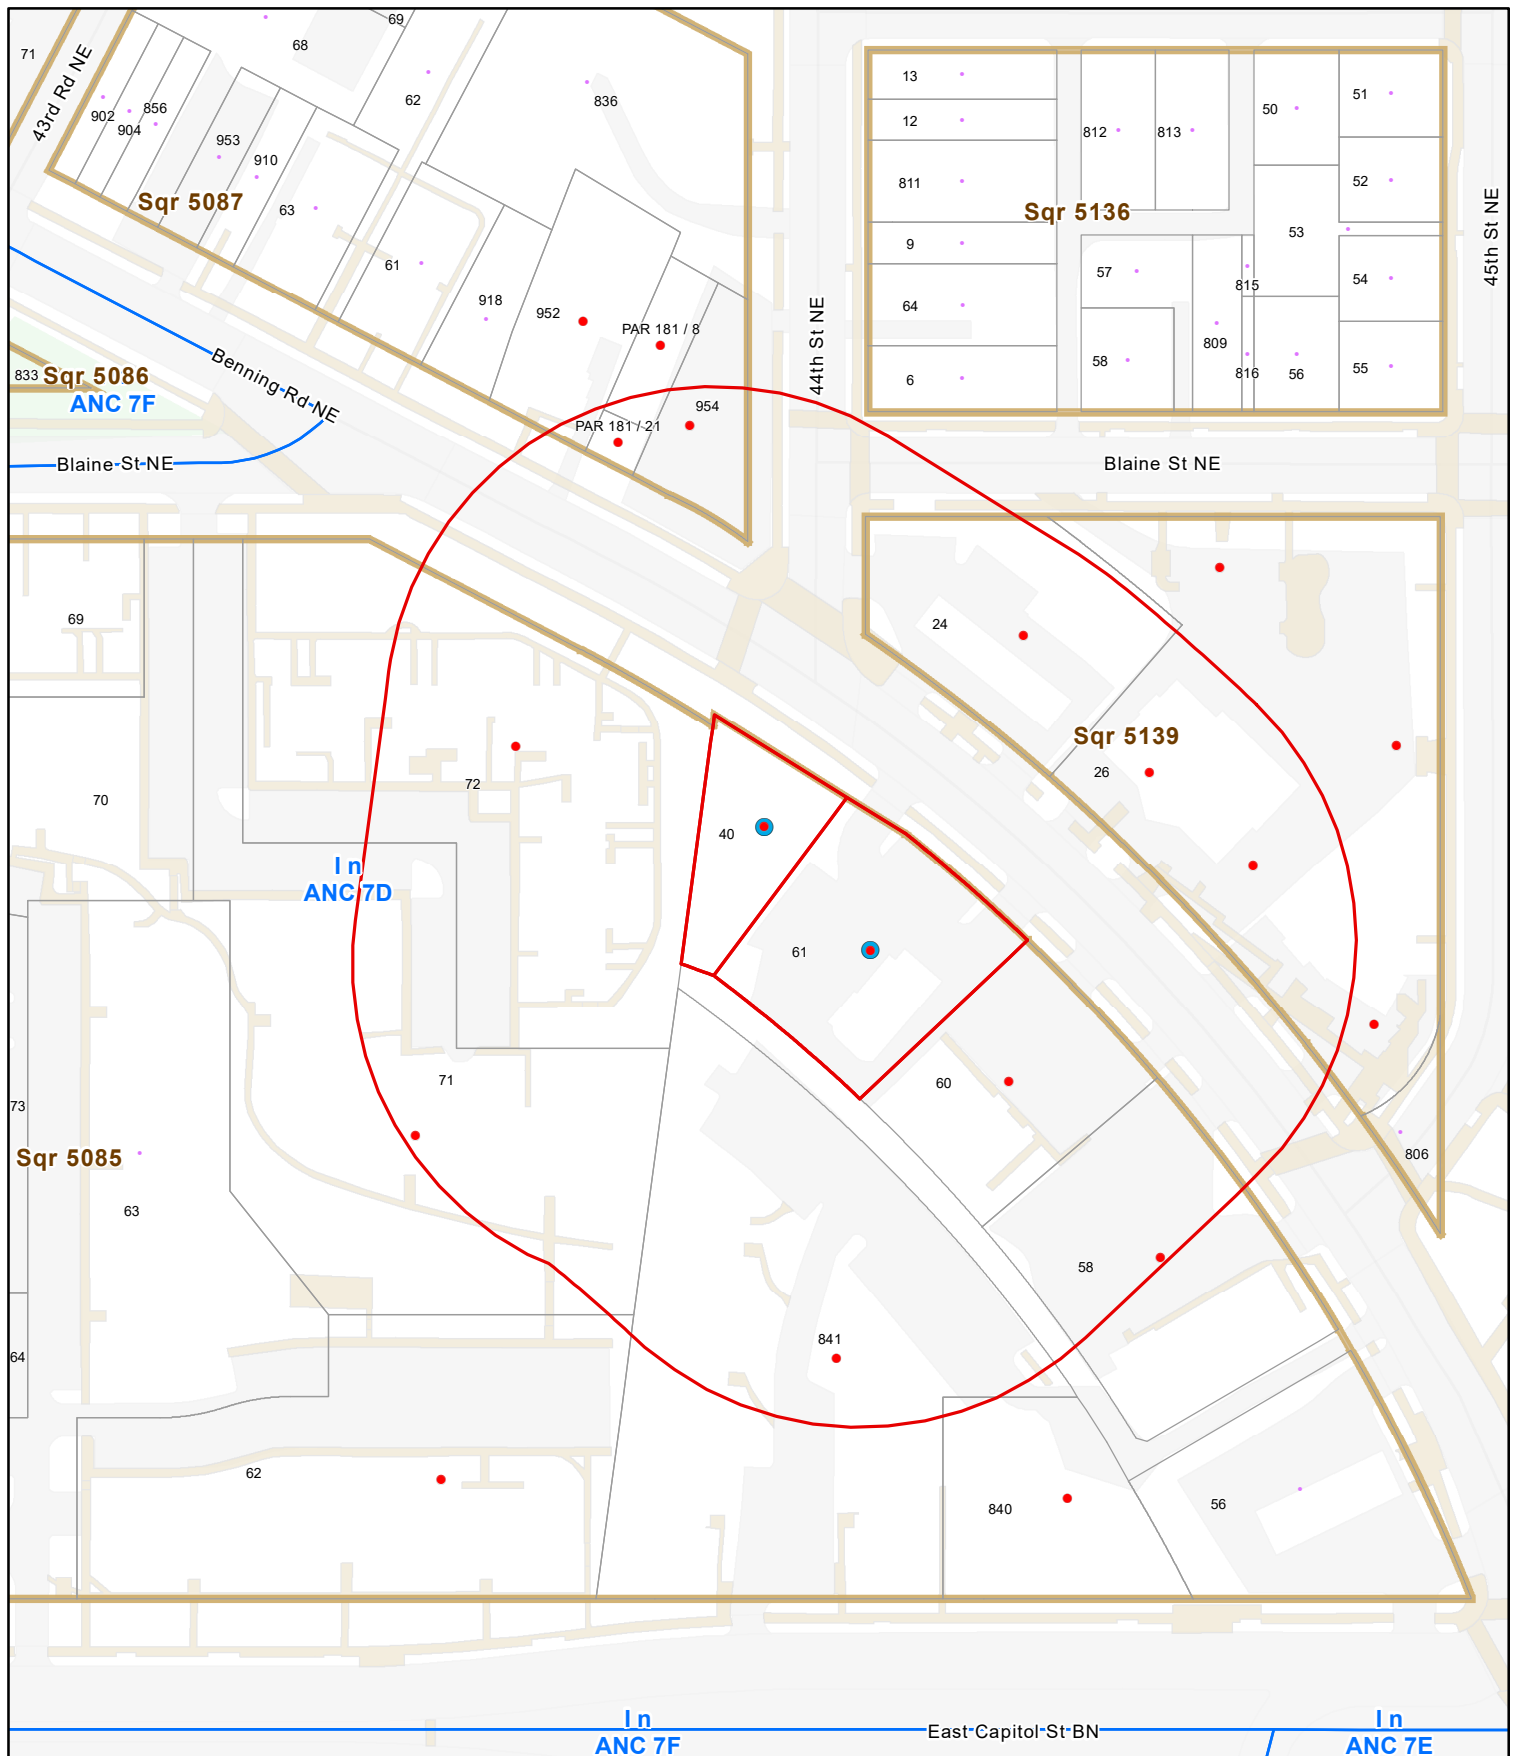 71
43rd Rd NE
902
904
856
68
69
62
836
953
910
63
Sqr 5087
61
918
952
PAR 181 / 8
PAR 181 / 21
954
44th St NE
13
12
811
9
64
6
812
813
Sqr 5136
57
58
809
815
816
50
53
56
51
52
54
55
45th St NE
833
Sqr 5086
ANC 7F
Benning Rd NE
Blaine St NE
Blaine St NE
69
70
72
In
ANC 7D
24
Sqr 5139
26
40
61
60
71
73
Sqr 5085
63
64
58
806
841
62
840
56
In
ANC 7F
East Capitol St BN
In
ANC 7E